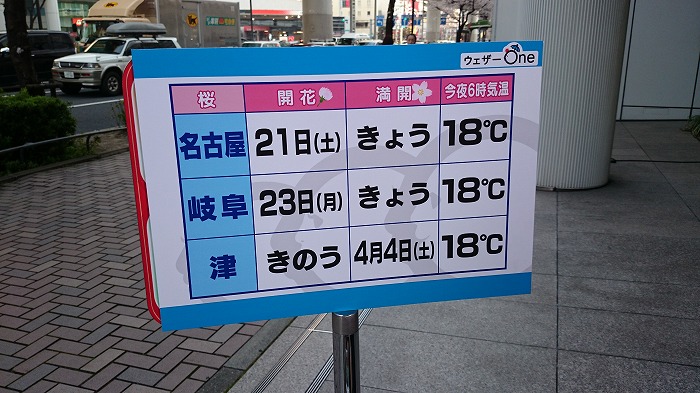 ウェザーOne
桜 開花 満開 今夜6時気温
名古屋 21日(土) きょう 18℃
岐阜 23日(月) きょう 18℃
津 きのう 4月4日(土) 18℃